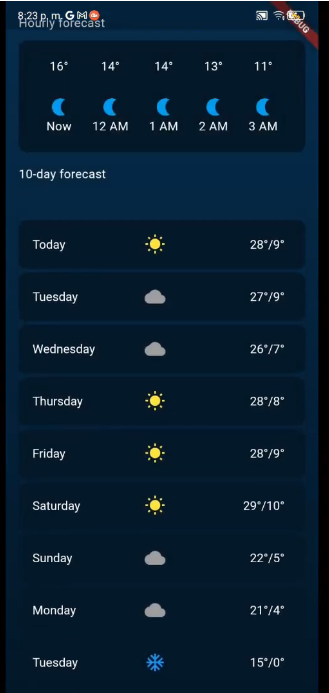 8:23 p. m. G
Hourly forecast
16° 14° 14° 13° 11°
Now 12 AM 1 AM 2 AM 3 AM
10-day forecast
Today 28°/9°
Tuesday 27°/9°
Wednesday 26°/7°
Thursday 28°/8°
Friday 28°/9°
Saturday 29°/10°
Sunday 22°/5°
Monday 21°/4°
Tuesday 15°/0°